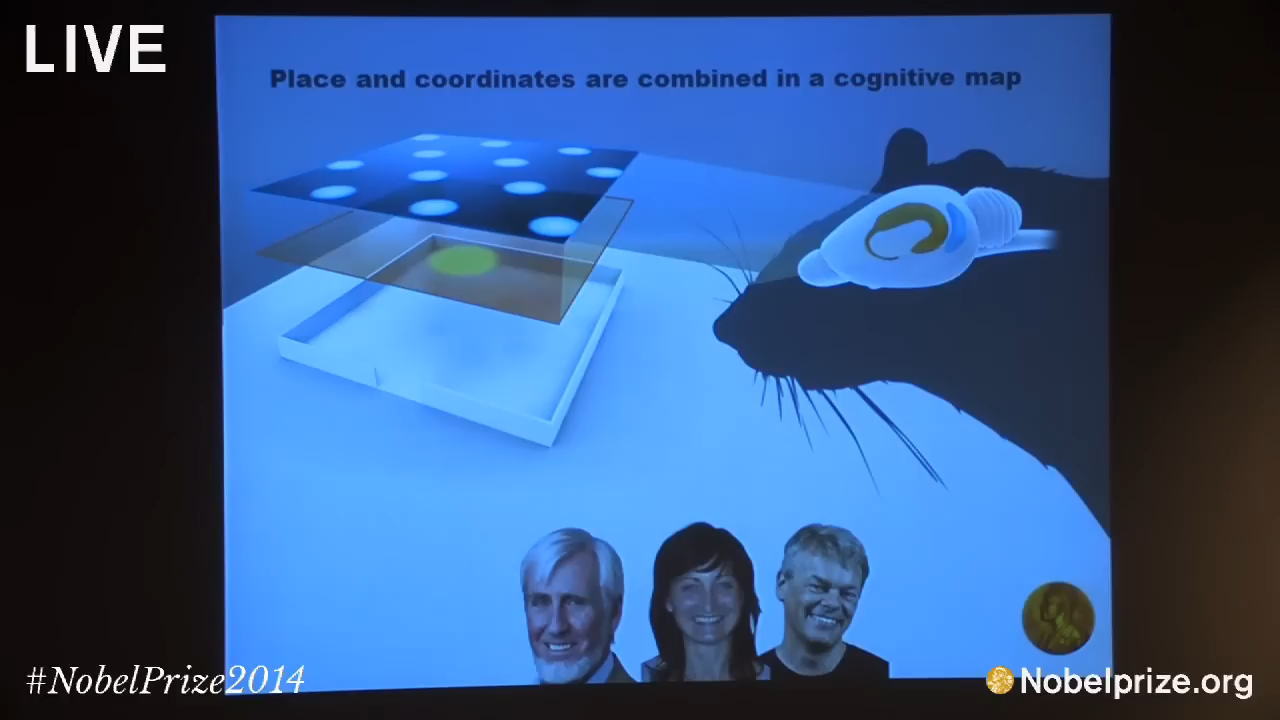 LIVE
Place and coordinates are combined in a cognitive map
#NobelPrize2014
Nobelprize.org